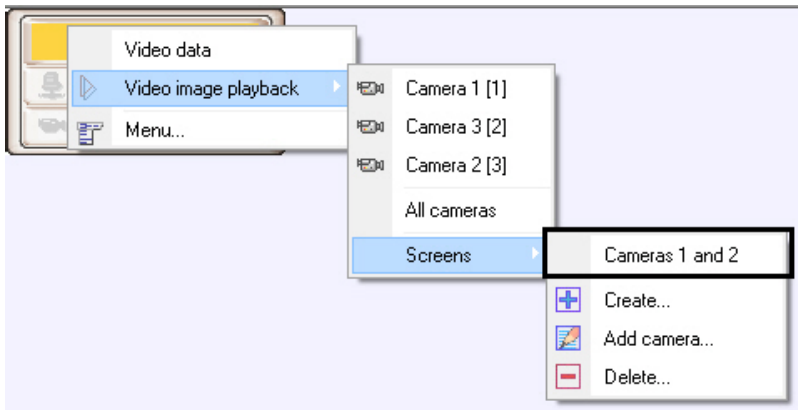 Video data
Video image playback
Menu...
Camera 1 [1]
Camera 3 [2]
Camera 2 [3]
All cameras
Screens
Cameras 1 and 2
Create...
Add camera...
Delete...